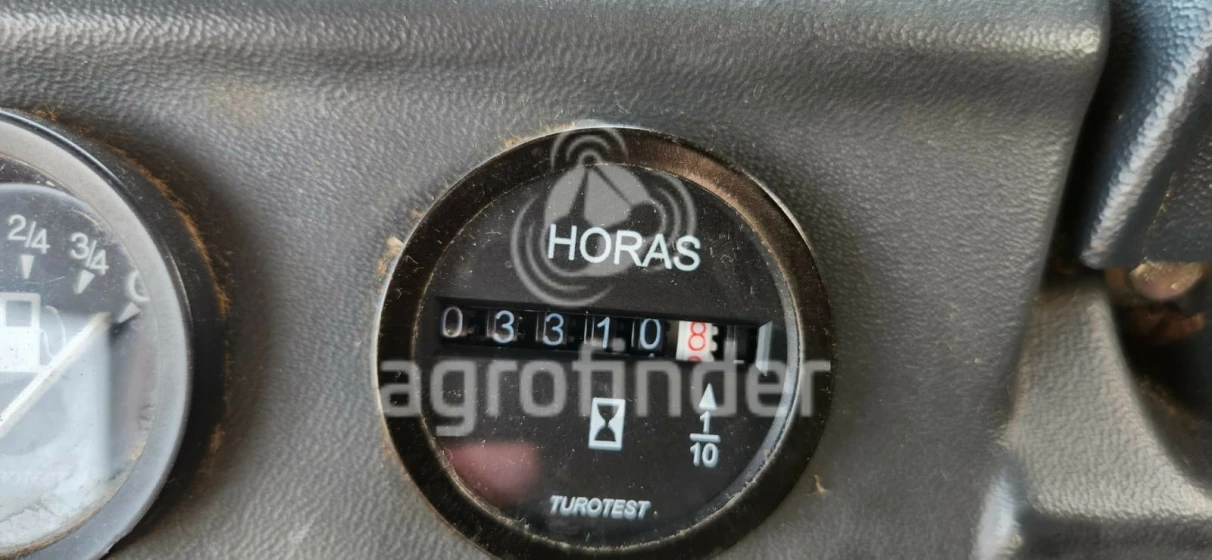 2/4
3/4
HORAS
033108
agrofinder
1/10
TUROTEST